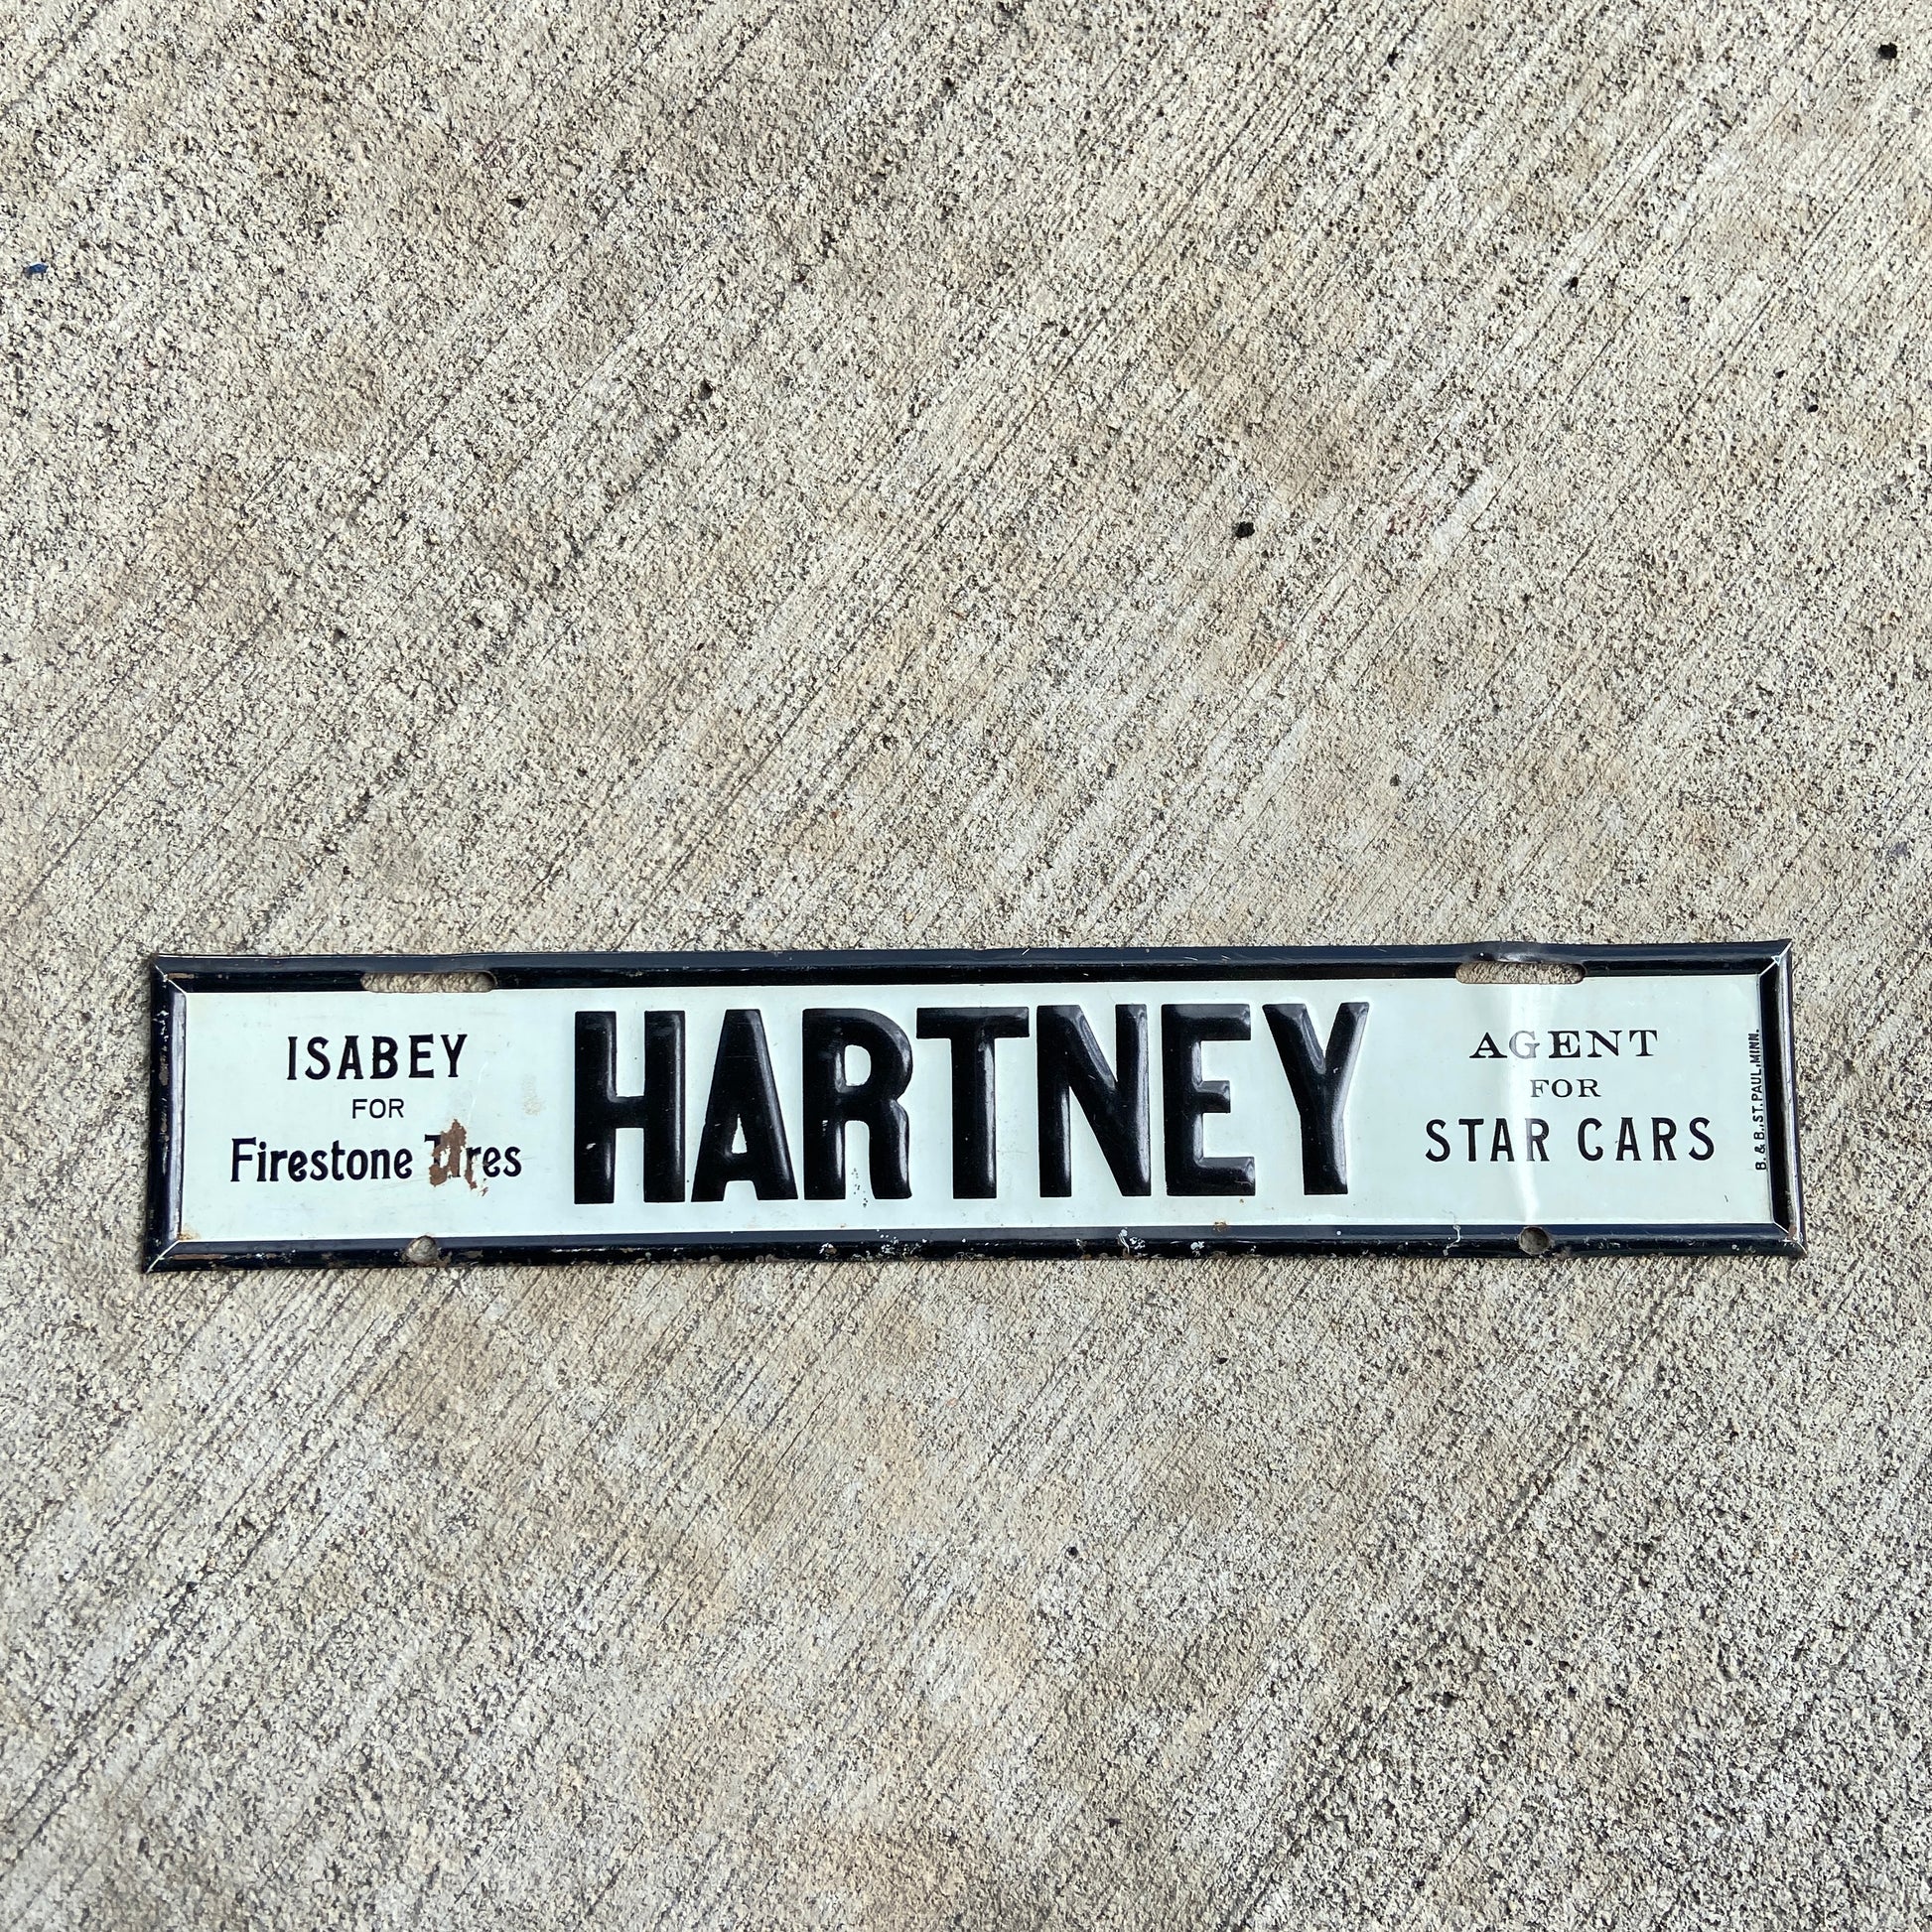 ISABEY
FOR
Firestone Tires
HARTNEY
AGENT
FOR
STAR CARS
B. & B. ST. PAUL, MINN.